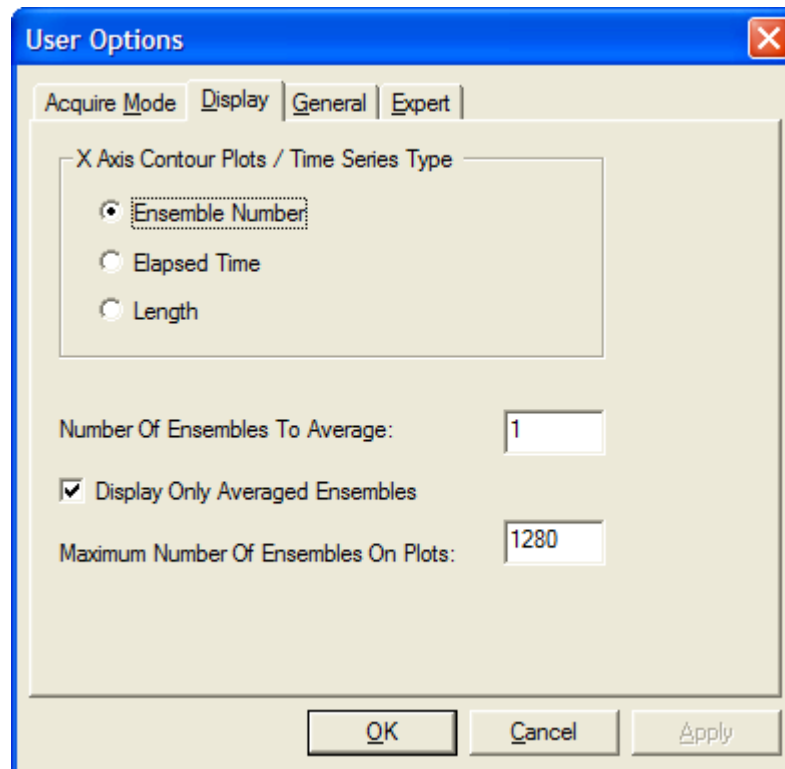 User Options
Acquire Mode Display General Expert
X Axis Contour Plots / Time Series Type
Ensemble Number
Elapsed Time
Length
Number Of Ensembles To Average: 1
Display Only Averaged Ensembles
Maximum Number Of Ensembles On Plots: 1280
OK Cancel Apply